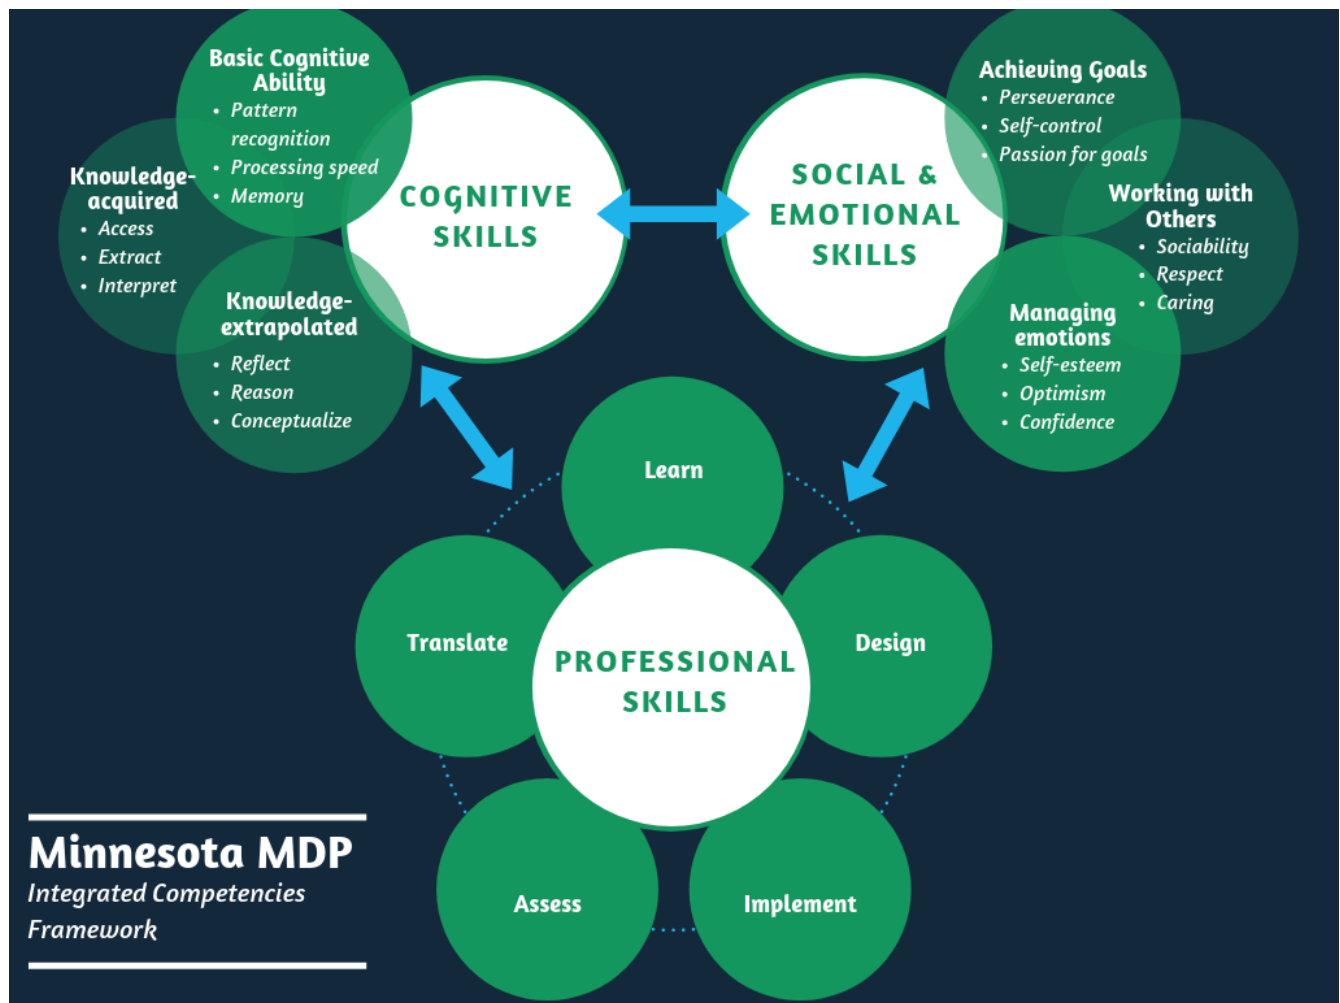 Basic Cognitive
Ability
• Pattern
recognition
• Processing speed
• Memory
Knowledge-
acquired
• Access
• Extract
• Interpret
Knowledge-
extrapolated
• Reflect
• Reason
• Conceptualize
COGNITIVE
SKILLS
SOCIAL &
EMOTIONAL
SKILLS
Achieving Goals
• Perseverance
• Self-control
• Passion for goals
Working with
Others
• Sociability
• Respect
• Caring
Managing
emotions
• Self-esteem
• Optimism
• Confidence
Learn
Translate
PROFESSIONAL
SKILLS
Design
Assess
Implement
Minnesota MDP
Integrated Competencies
Framework